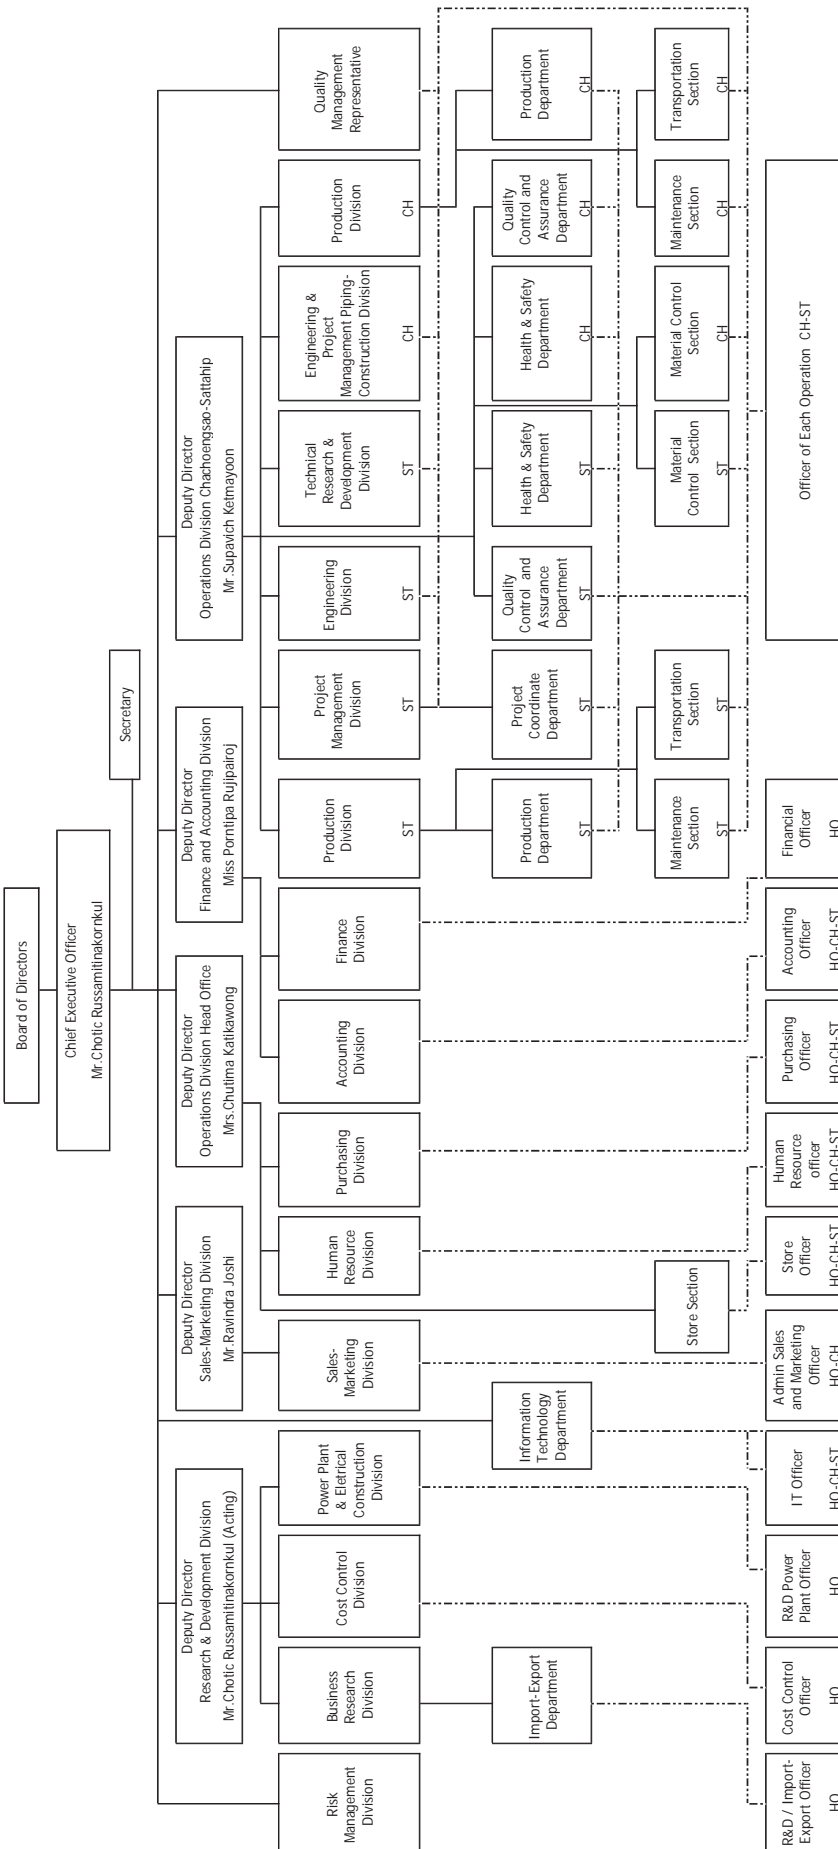 Board of Directors
Chief Executive Officer
Mr.Chotic Russamitinakornkul
Secretary
Deputy Director
Research & Development Division
Mr.Chotic Russamitinakornkul (Acting)
Deputy Director
Sales-Marketing Division
Mr.Ravindra Joshi
Deputy Director
Operations Division Head Office
Mrs.Chutima Katikawong
Deputy Director
Finance and Accounting Division
Miss Porntipa Rujipairoj
Deputy Director
Operations Division Chachoengsao-Sattahip
Mr.Supavich Ketmayoon
Risk
Management
Division
Business
Research
Division
Cost Control
Division
Power Plant
& Eletrical
Construction
Division
Sales-
Marketing
Division
Human
Resource
Division
Purchasing
Division
Accounting
Division
Finance
Division
Production
Division
ST
Project
Management
Division
ST
Engineering
Division
ST
Technical
Research &
Development
Division
ST
Engineering &
Project
Management Piping-
Construction Division
CH
Production
Division
CH
Quality
Management
Representative
Import-Export
Department
Information
Technology
Department
Production
Department
ST
Project
Coordinate
Department
ST
Quality
Control and
Assurance
Department
ST
Health & Safety
Department
ST
Health & Safety
Department
CH
Quality
Control and
Assurance
Department
CH
Production
Department
CH
Store Section
Maintenance
Section
ST
Transportation
Section
ST
Material
Control Section
ST
Material Control
Section
CH
Maintenance
Section
CH
Transportation
Section
CH
R&D / Import-
Export Officer
HO
Cost Control
Officer
HO
R&D Power
Plant Officer
HO
IT Officer
HO-CH-ST
Admin Sales
and Marketing
Officer
HO-CH
Store
Officer
HO-CH-ST
Human
Resource
officer
HO-CH-ST
Purchasing
Officer
HO-CH-ST
Accounting
Officer
HO-CH-ST
Financial
Officer
HO
Officer of Each Operation CH-ST